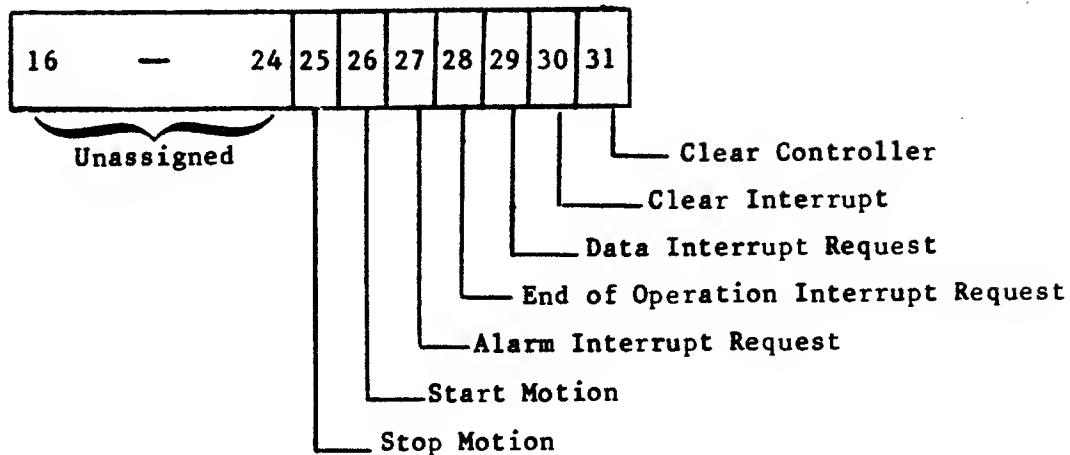 16 — 24 25 26 27 28 29 30 31
Unassigned
Clear Controller
Clear Interrupt
Data Interrupt Request
End of Operation Interrupt Request
Alarm Interrupt Request
Start Motion
Stop Motion